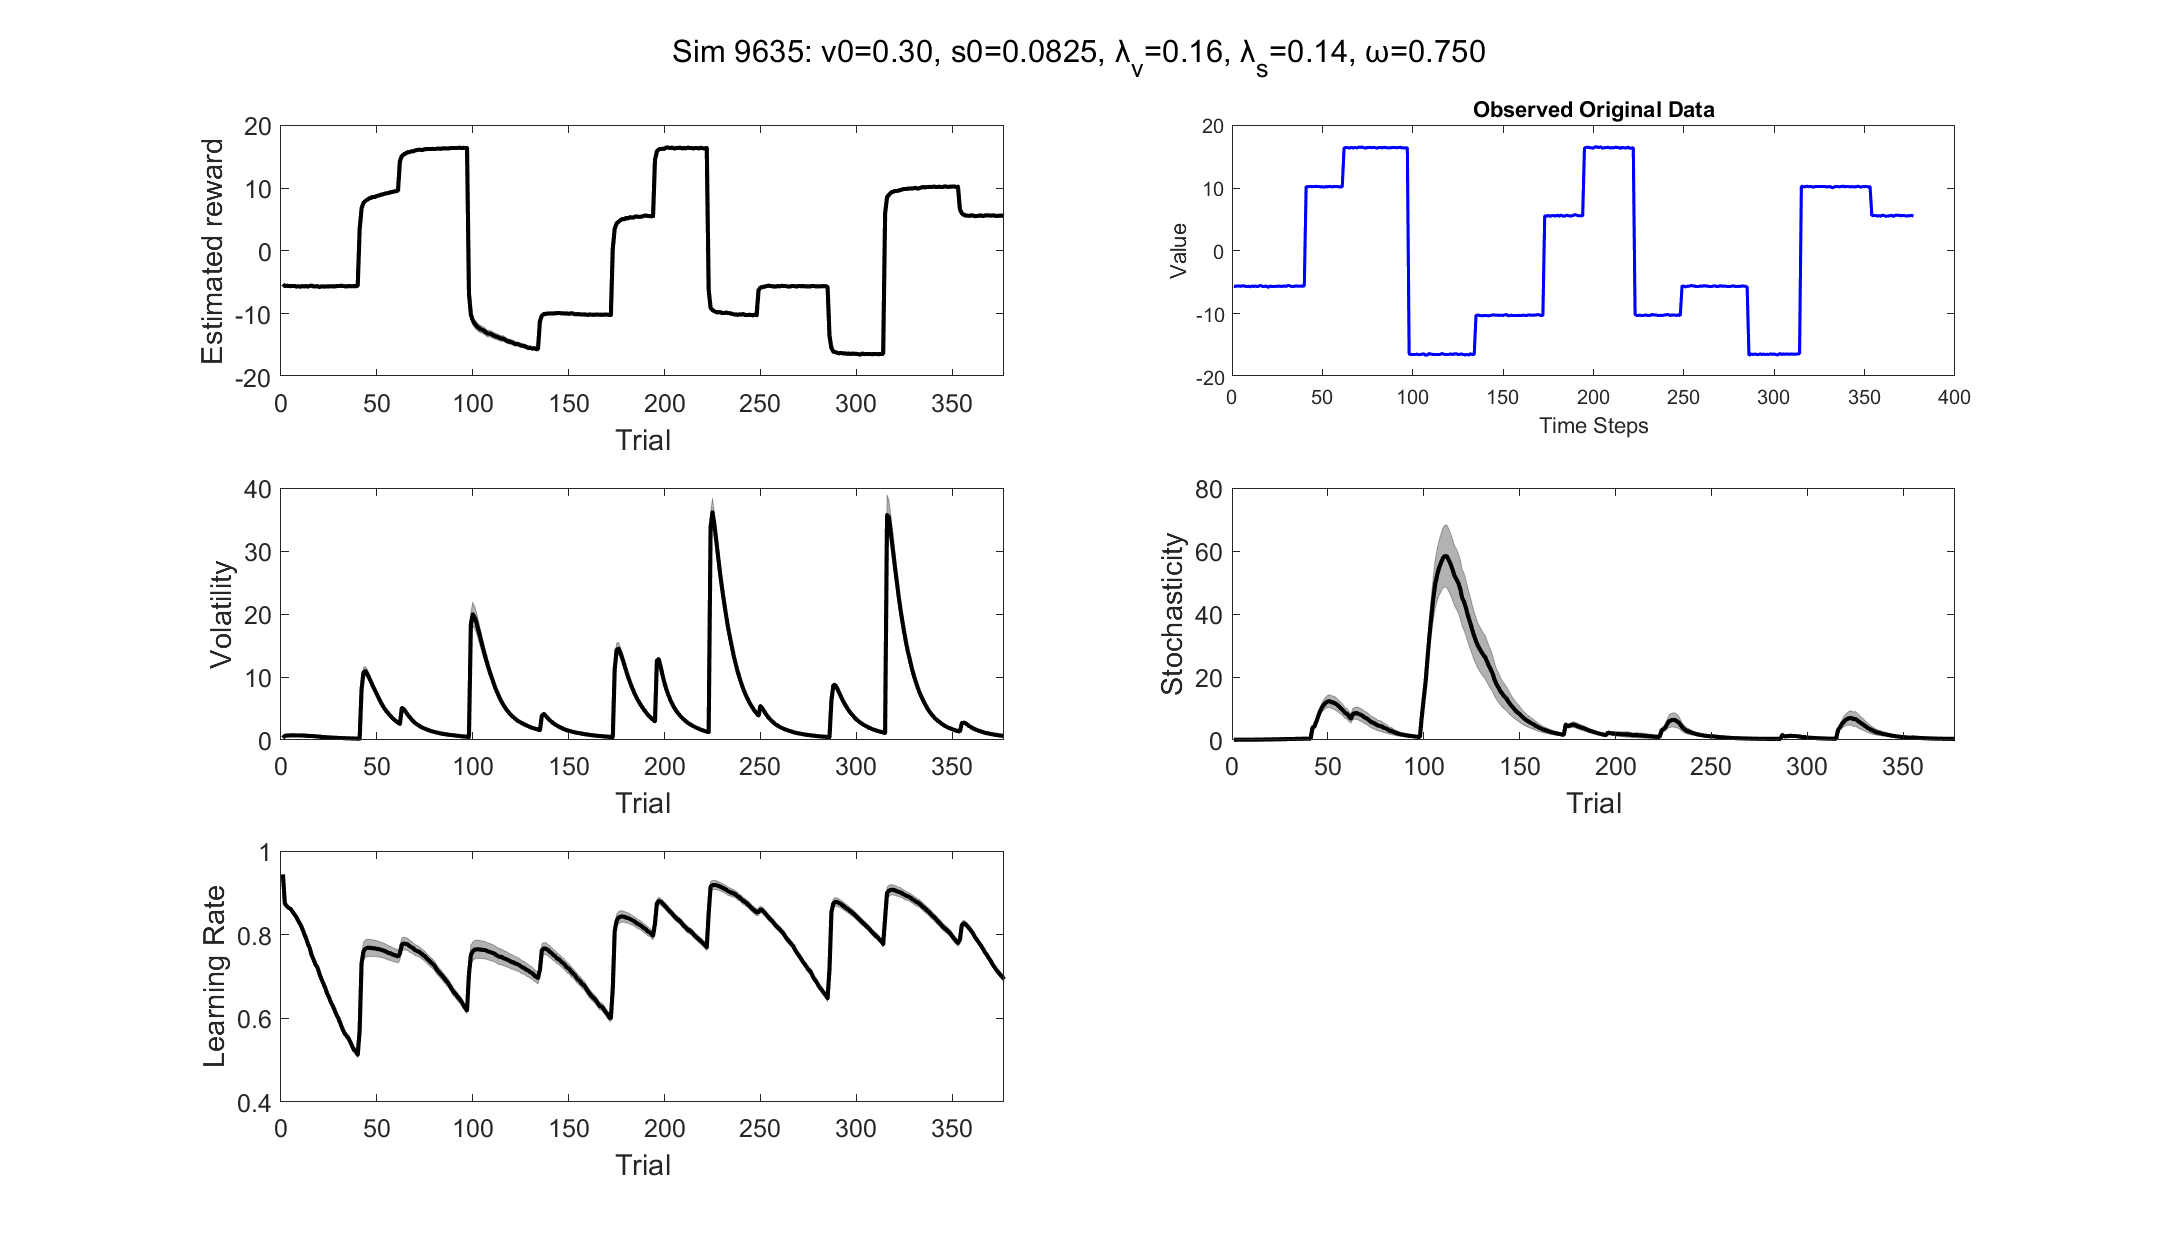 Sim 9635: v0=0.30, s0=0.0825, λ_v=0.16, λ_s=0.14, ω=0.750
Estimated reward
20
10
0
-10
-20
0 50 100 150 200 250 300 350
Trial
Observed Original Data
Value
20
10
0
-10
-20
0 50 100 150 200 250 300 350 400
Time Steps
Volatility
40
30
20
10
0
0 50 100 150 200 250 300 350
Trial
Stochasticity
80
60
40
20
0
0 50 100 150 200 250 300 350
Trial
Learning Rate
1
0.8
0.6
0.4
0 50 100 150 200 250 300 350
Trial